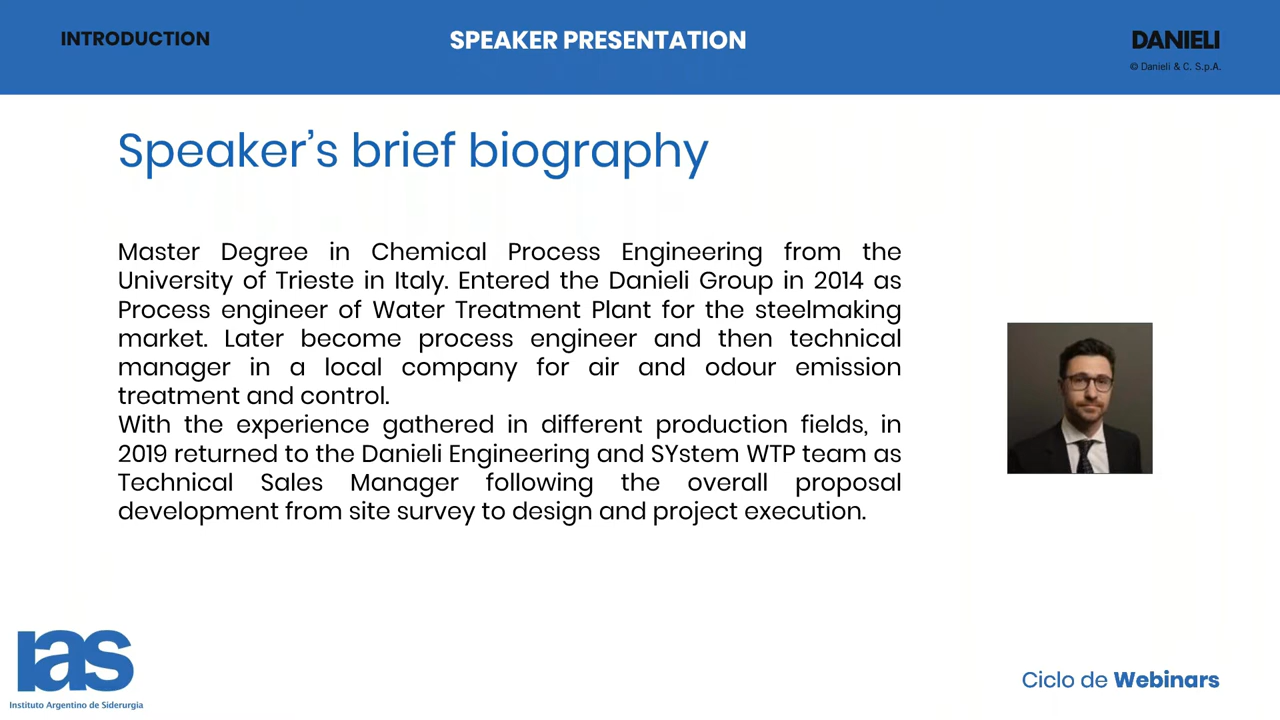 INTRODUCTION
SPEAKER PRESENTATION
DANIELI
© Danieli & C. S.p.A.
Speaker's brief biography
Master Degree in Chemical Process Engineering from the
University of Trieste in Italy. Entered the Danieli Group in 2014 as
Process engineer of Water Treatment Plant for the steelmaking
market. Later become process engineer and then technical
manager in a local company for air and odour emission
treatment and control.
With the experience gathered in different production fields, in
2019 returned to the Danieli Engineering and SYstem WTP team as
Technical Sales Manager following the overall proposal
development from site survey to design and project execution.
ias
Instituto Argentino de Siderurgia
Ciclo de Webinars